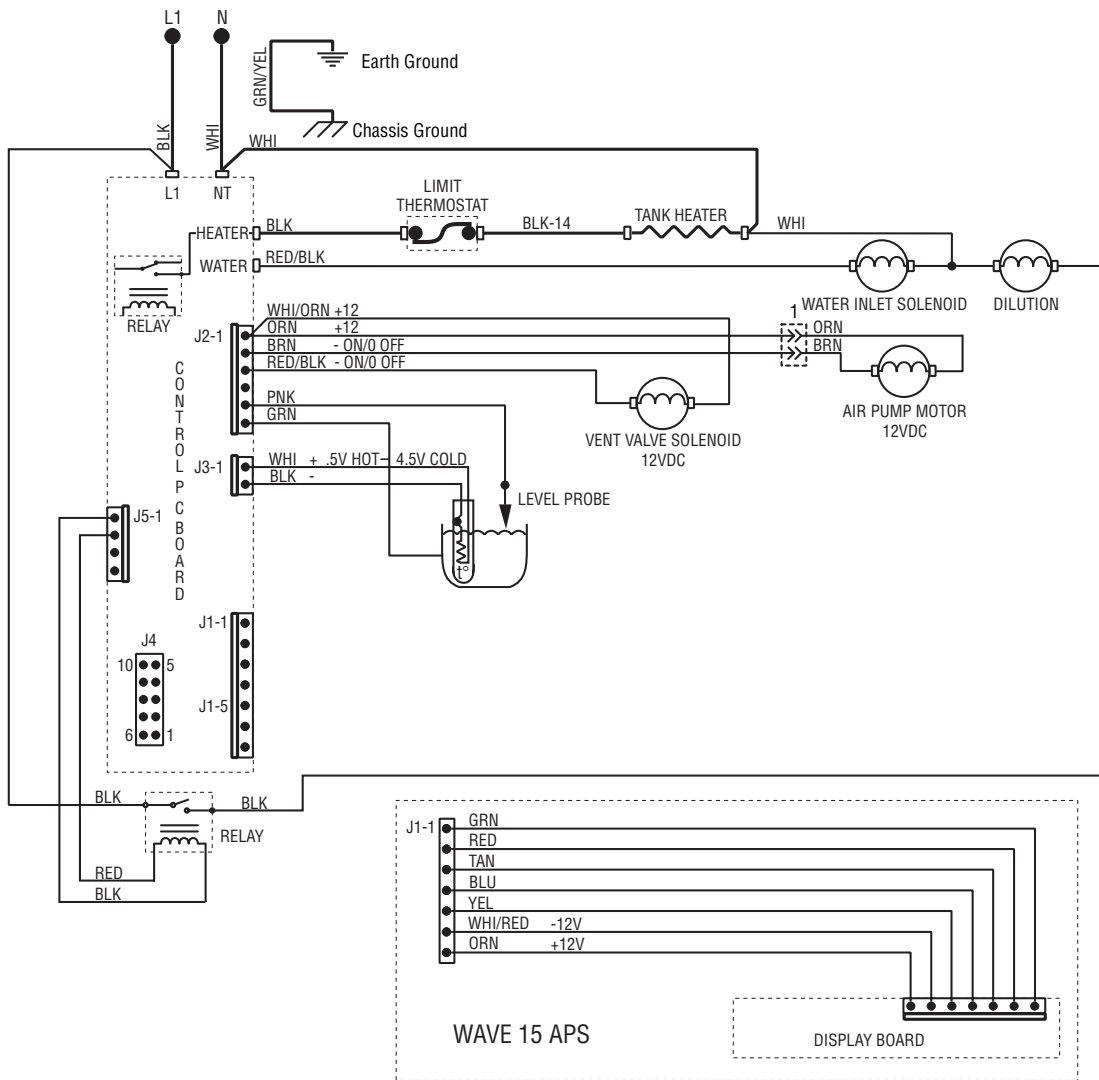 L1 N
GRN/YEL
Earth Ground
Chassis Ground
BLK
WHI
WHI
L1 NT
LIMIT
THERMOSTAT
HEATER BLK
BLK-14
TANK HEATER
WHI
WATER RED/BLK
WATER INLET SOLENOID
DILUTION
RELAY
J2-1
WHI/ORN +12
ORN +12
BRN - ON/0 OFF
RED/BLK - ON/0 OFF
PNK
GRN
1
ORN
BRN
AIR PUMP MOTOR
12VDC
VENT VALVE SOLENOID
12VDC
CONTROL PC BOARD
J3-1
WHI + .5V HOT– 4.5V COLD
BLK -
LEVEL PROBE
t°
J5-1
J1-1
J4
10 5
J1-5
6 1
BLK
BLK
RELAY
RED
BLK
J1-1
GRN
RED
TAN
BLU
YEL
WHI/RED -12V
ORN +12V
WAVE 15 APS
DISPLAY BOARD